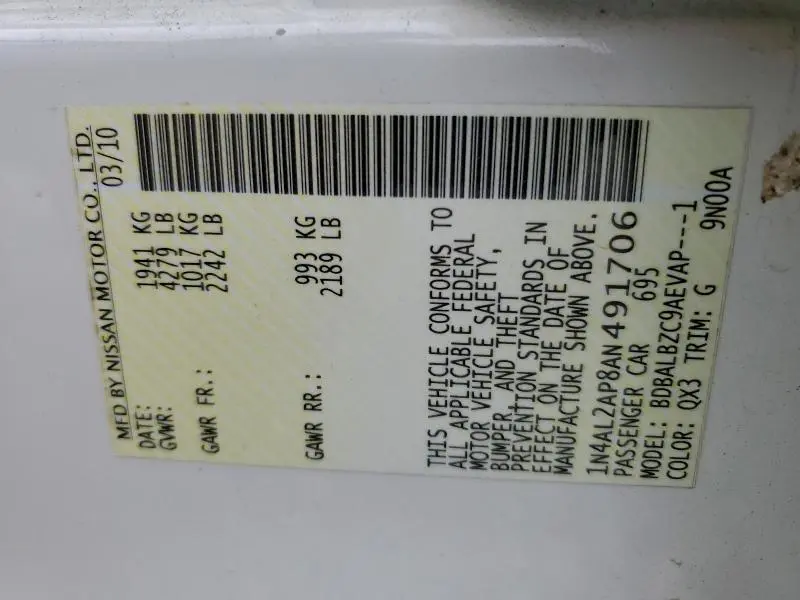 MFD BY NISSAN MOTOR CO., LTD.
DATE: 03/10
GVWR: 1941 KG
4279 LB
GAWR FR.: 1017 KG
2242 LB
GAWR RR.: 993 KG
2189 LB
THIS VEHICLE CONFORMS TO
ALL APPLICABLE FEDERAL
MOTOR VEHICLE SAFETY,
BUMPER, AND THEFT
PREVENTION STANDARDS IN
EFFECT ON THE DATE OF
MANUFACTURE SHOWN ABOVE.
1N4AL2AP8AN491706
PASSENGER CAR 695
MODEL: BDBALBZC9AEVAP---1
COLOR: QX3 TRIM: G 9N00A